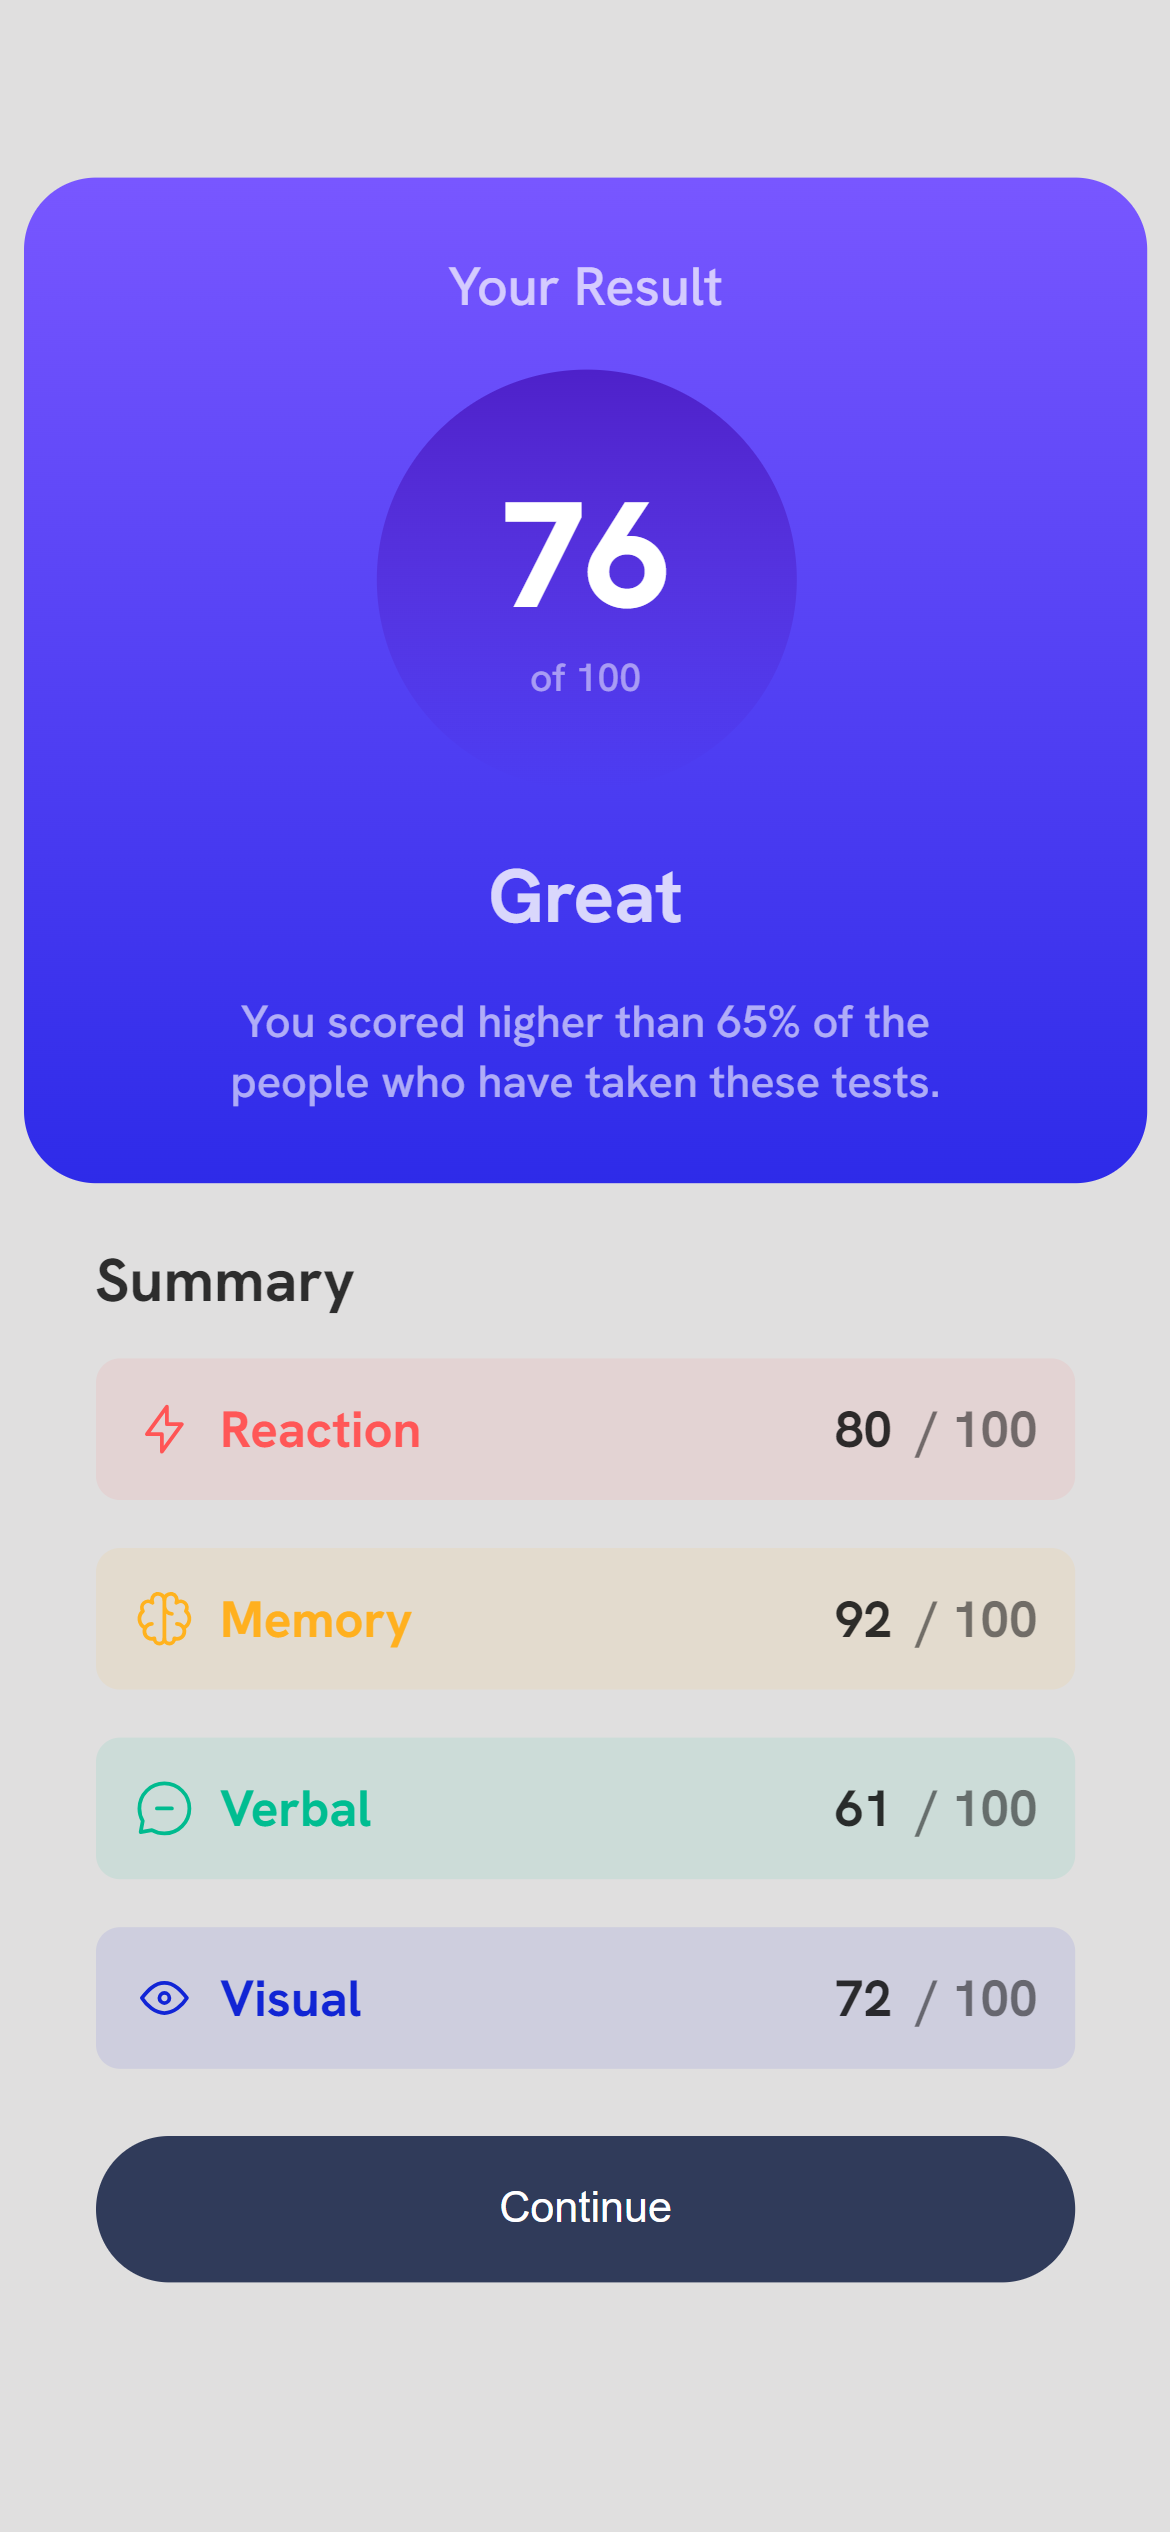 Your Result
76
of 100
Great
You scored higher than 65% of the
people who have taken these tests.
Summary
Reaction 80 / 100
Memory 92 / 100
Verbal 61 / 100
Visual 72 / 100
Continue